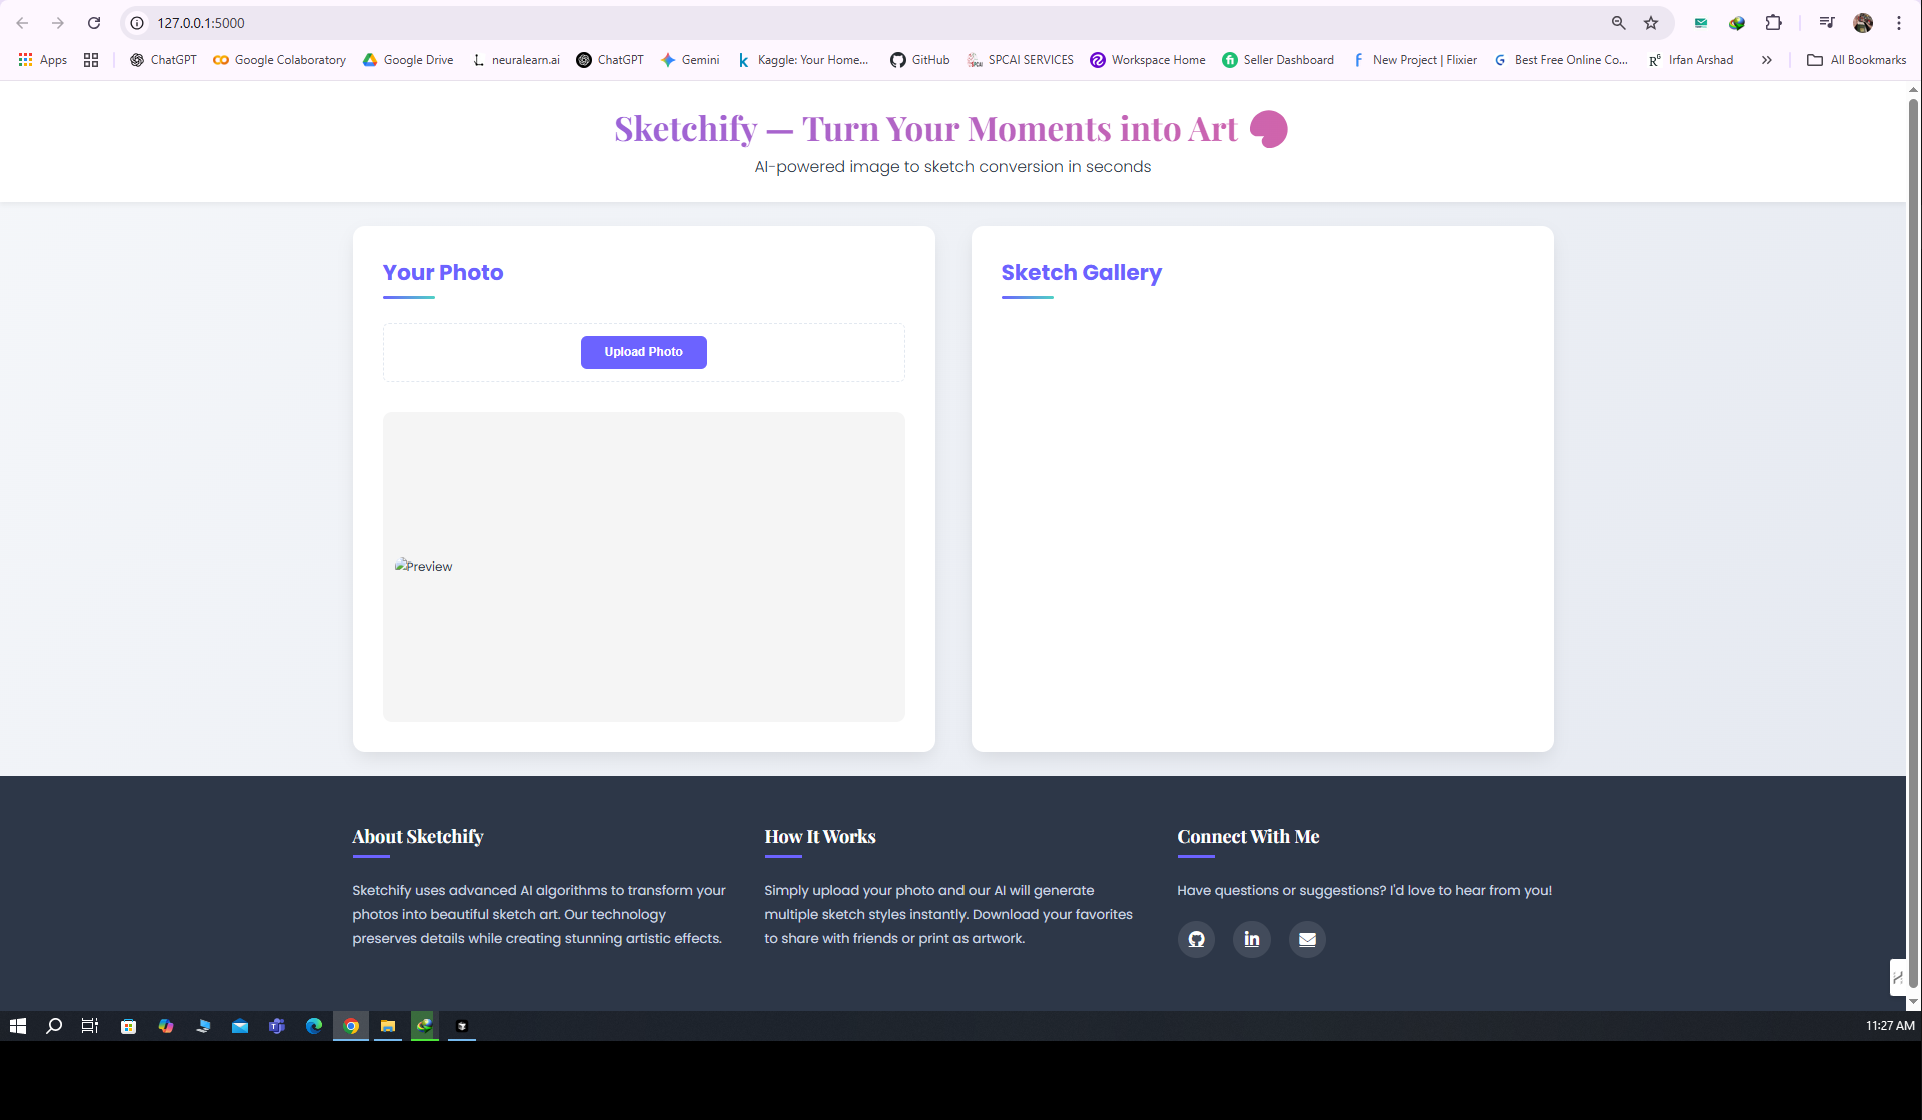 127.0.0.1:5000
Apps
ChatGPT
Google Colaboratory
Google Drive
neuralearn.ai
ChatGPT
Gemini
Kaggle: Your Home...
GitHub
SPCAI SERVICES
Workspace Home
Seller Dashboard
New Project | Flixier
Best Free Online Co...
Irfan Arshad
All Bookmarks
Sketchify — Turn Your Moments into Art
AI-powered image to sketch conversion in seconds
Your Photo
Upload Photo
Preview
Sketch Gallery
About Sketchify
Sketchify uses advanced AI algorithms to transform your
photos into beautiful sketch art. Our technology
preserves details while creating stunning artistic effects.
How It Works
Simply upload your photo and our AI will generate
multiple sketch styles instantly. Download your favorites
to share with friends or print as artwork.
Connect With Me
Have questions or suggestions? I'd love to hear from you!
11:27 AM